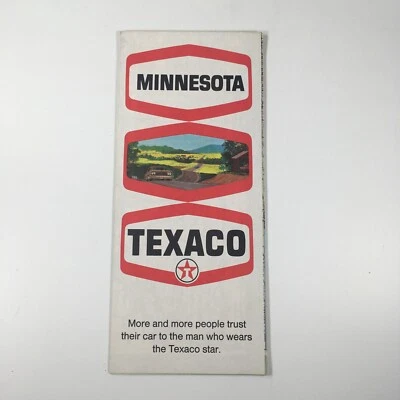 MINNESOTA
TEXACO
T
More and more people trust
their car to the man who wears
the Texaco star.